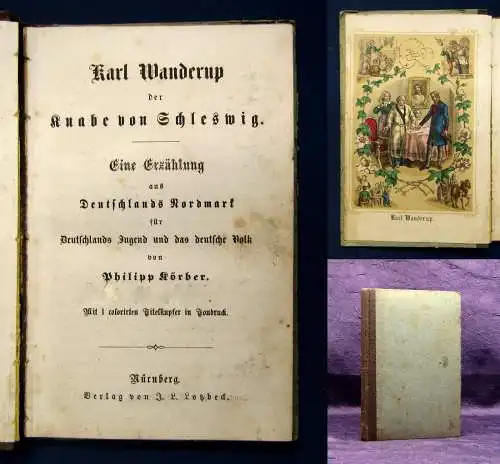 Karl Wanderup
der
Knabe von Schleswig.
Eine Erzählung
aus
Deutschlands Nordmark
für
Deutschlands Jugend und das deutsche Volk
von
Philipp Körber.
Mit 1 colorirten Titelkupfer in Tondruck.
Nürnberg.
Verlag von J. L. Lotzbeck.
Karl Wanderup.